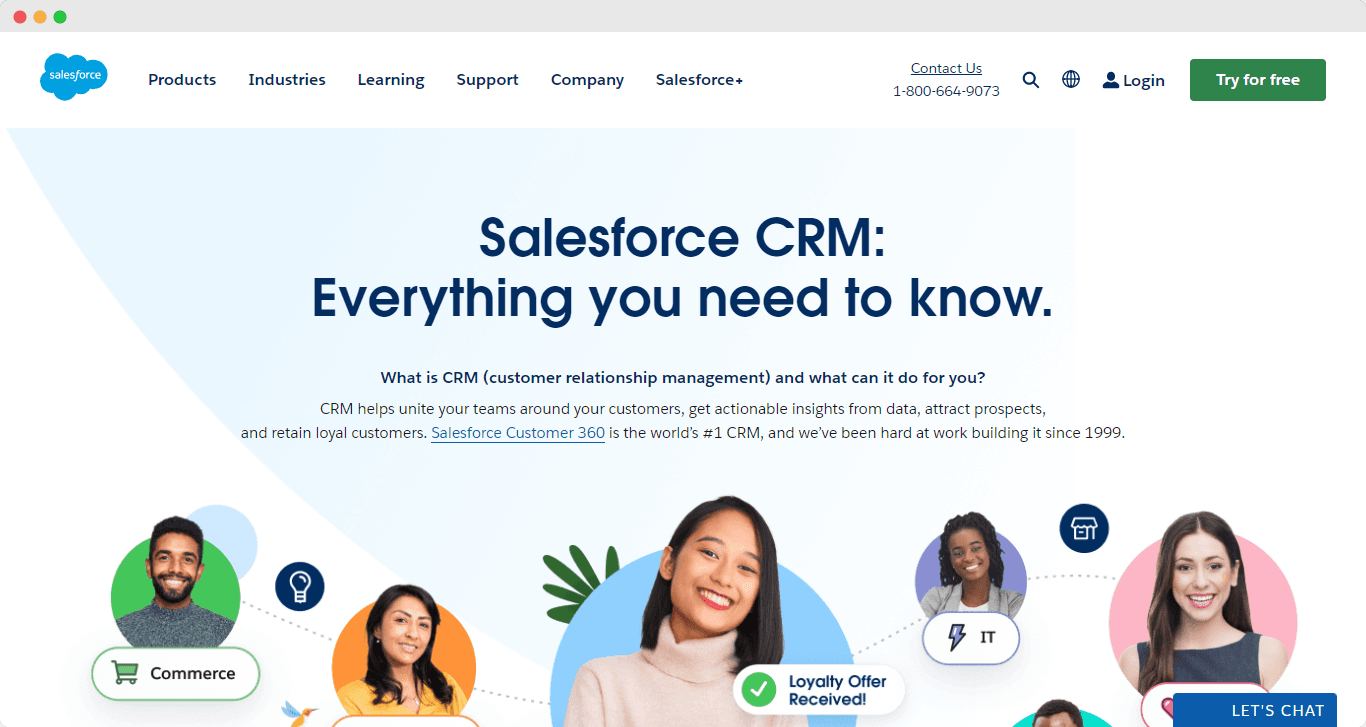 salesforce
Products
Industries
Learning
Support
Company
Salesforce+
Contact Us
1-800-664-9073
Login
Try for free
Salesforce CRM:
Everything you need to know.
What is CRM (customer relationship management) and what can it do for you?
CRM helps unite your teams around your customers, get actionable insights from data, attract prospects,
and retain loyal customers. Salesforce Customer 360 is the world’s #1 CRM, and we’ve been hard at work building it since 1999.
IT
Commerce
Loyalty Offer
Received!
LET'S CHAT